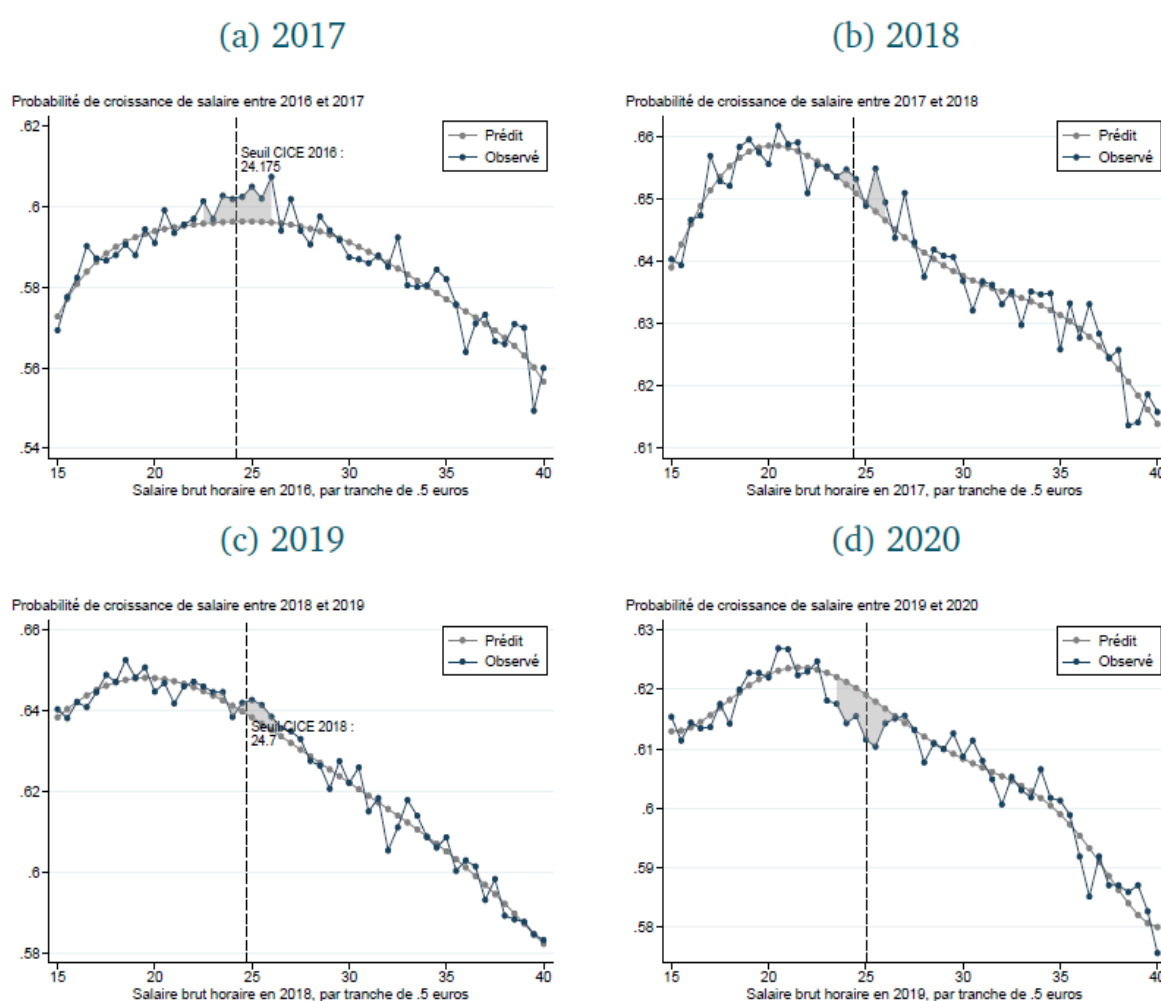 (a) 2017
Probabilité de croissance de salaire entre 2016 et 2017
.62
.6
.58
.56
.54
Prédit
Observé
Seuil CICE 2016 :
24.175
15 20 25 30 35 40
Salaire brut horaire en 2016, par tranche de .5 euros
(b) 2018
Probabilité de croissance de salaire entre 2017 et 2018
.66
.65
.64
.63
.62
.61
Prédit
Observé
15 20 25 30 35 40
Salaire brut horaire en 2017, par tranche de .5 euros
(c) 2019
Probabilité de croissance de salaire entre 2018 et 2019
.66
.64
.62
.6
.58
Prédit
Observé
Seuil CICE 2018 :
24.7
15 20 25 30 35 40
Salaire brut horaire en 2018, par tranche de .5 euros
(d) 2020
Probabilité de croissance de salaire entre 2019 et 2020
.63
.62
.61
.6
.59
.58
Prédit
Observé
15 20 25 30 35 40
Salaire brut horaire en 2019, par tranche de .5 euros